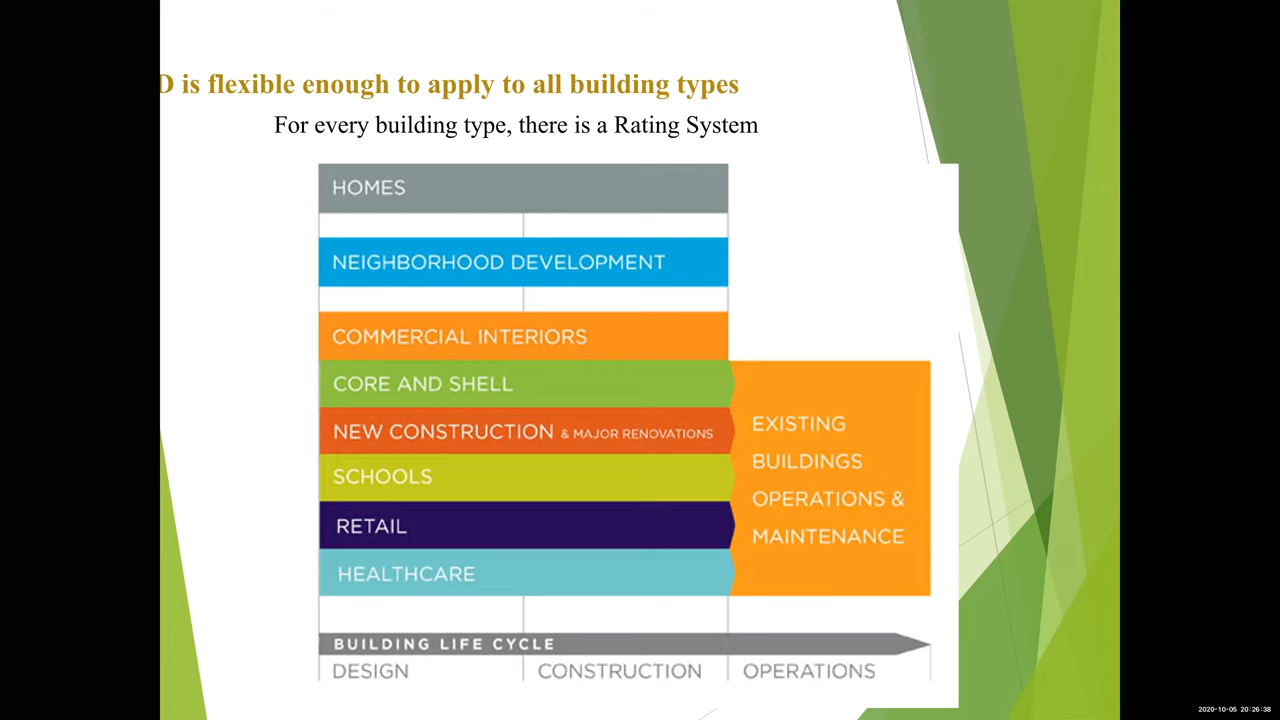 D is flexible enough to apply to all building types
For every building type, there is a Rating System
HOMES
NEIGHBORHOOD DEVELOPMENT
COMMERCIAL INTERIORS
CORE AND SHELL
NEW CONSTRUCTION & MAJOR RENOVATIONS
SCHOOLS
RETAIL
HEALTHCARE
EXISTING
BUILDINGS
OPERATIONS &
MAINTENANCE
BUILDING LIFE CYCLE
DESIGN
CONSTRUCTION
OPERATIONS
2020-10-05 20:26:38